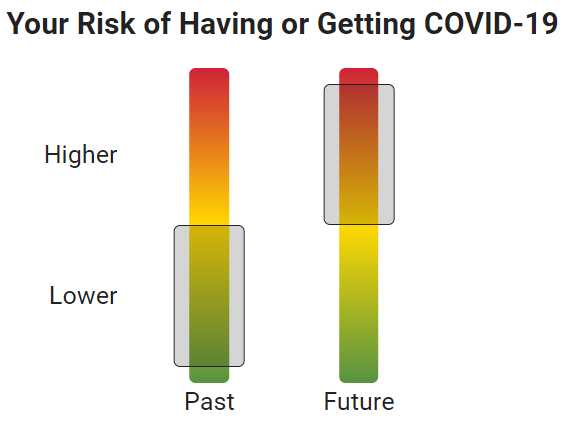 Your Risk of Having or Getting COVID-19
Higher
Lower
Past
Future